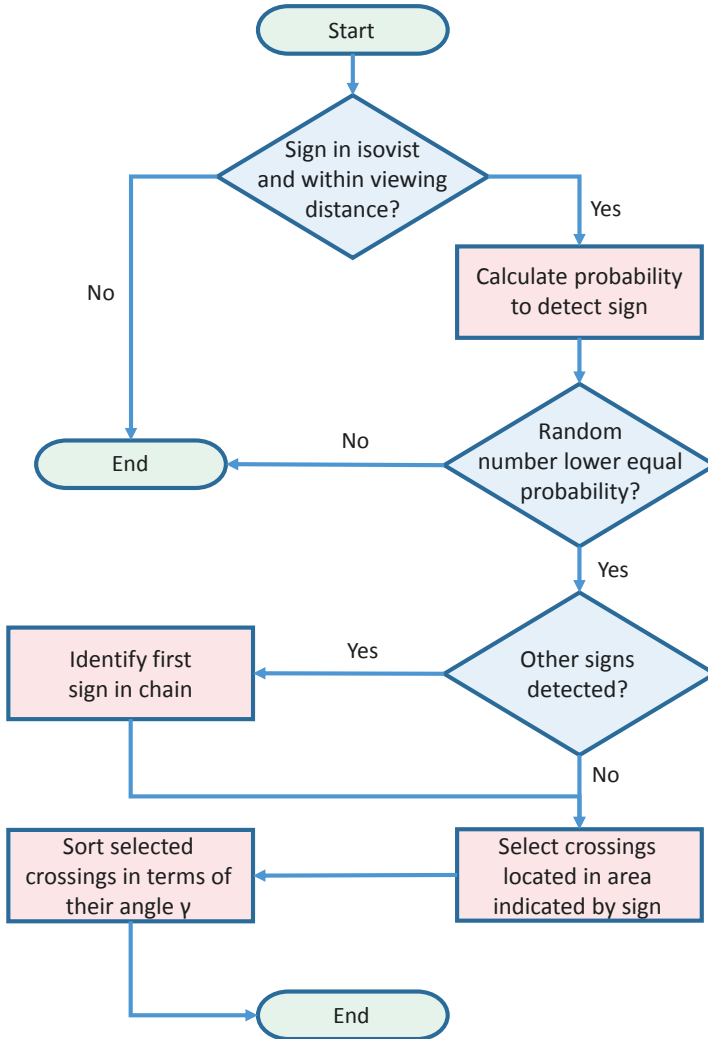 Start
Sign in isovist
and within viewing
distance?
Yes
No
Calculate probability
to detect sign
Random
number lower equal
probability?
No
End
Yes
Other signs
detected?
Yes
Identify first
sign in chain
No
Select crossings
located in area
indicated by sign
Sort selected
crossings in terms of
their angle γ
End